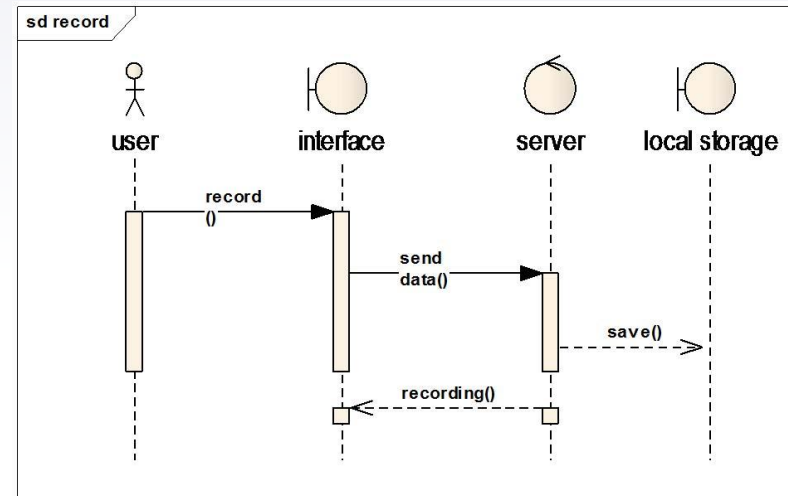 sd record
user
interface
server
local storage
record
()
send
data()
save()
recording()